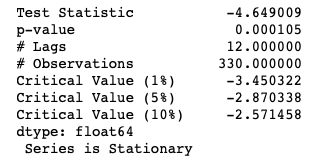 Test Statistic -4.649009
p-value 0.000105
# Lags 12.000000
# Observations 330.000000
Critical Value (1%) -3.450322
Critical Value (5%) -2.870338
Critical Value (10%) -2.571458
dtype: float64
Series is Stationary